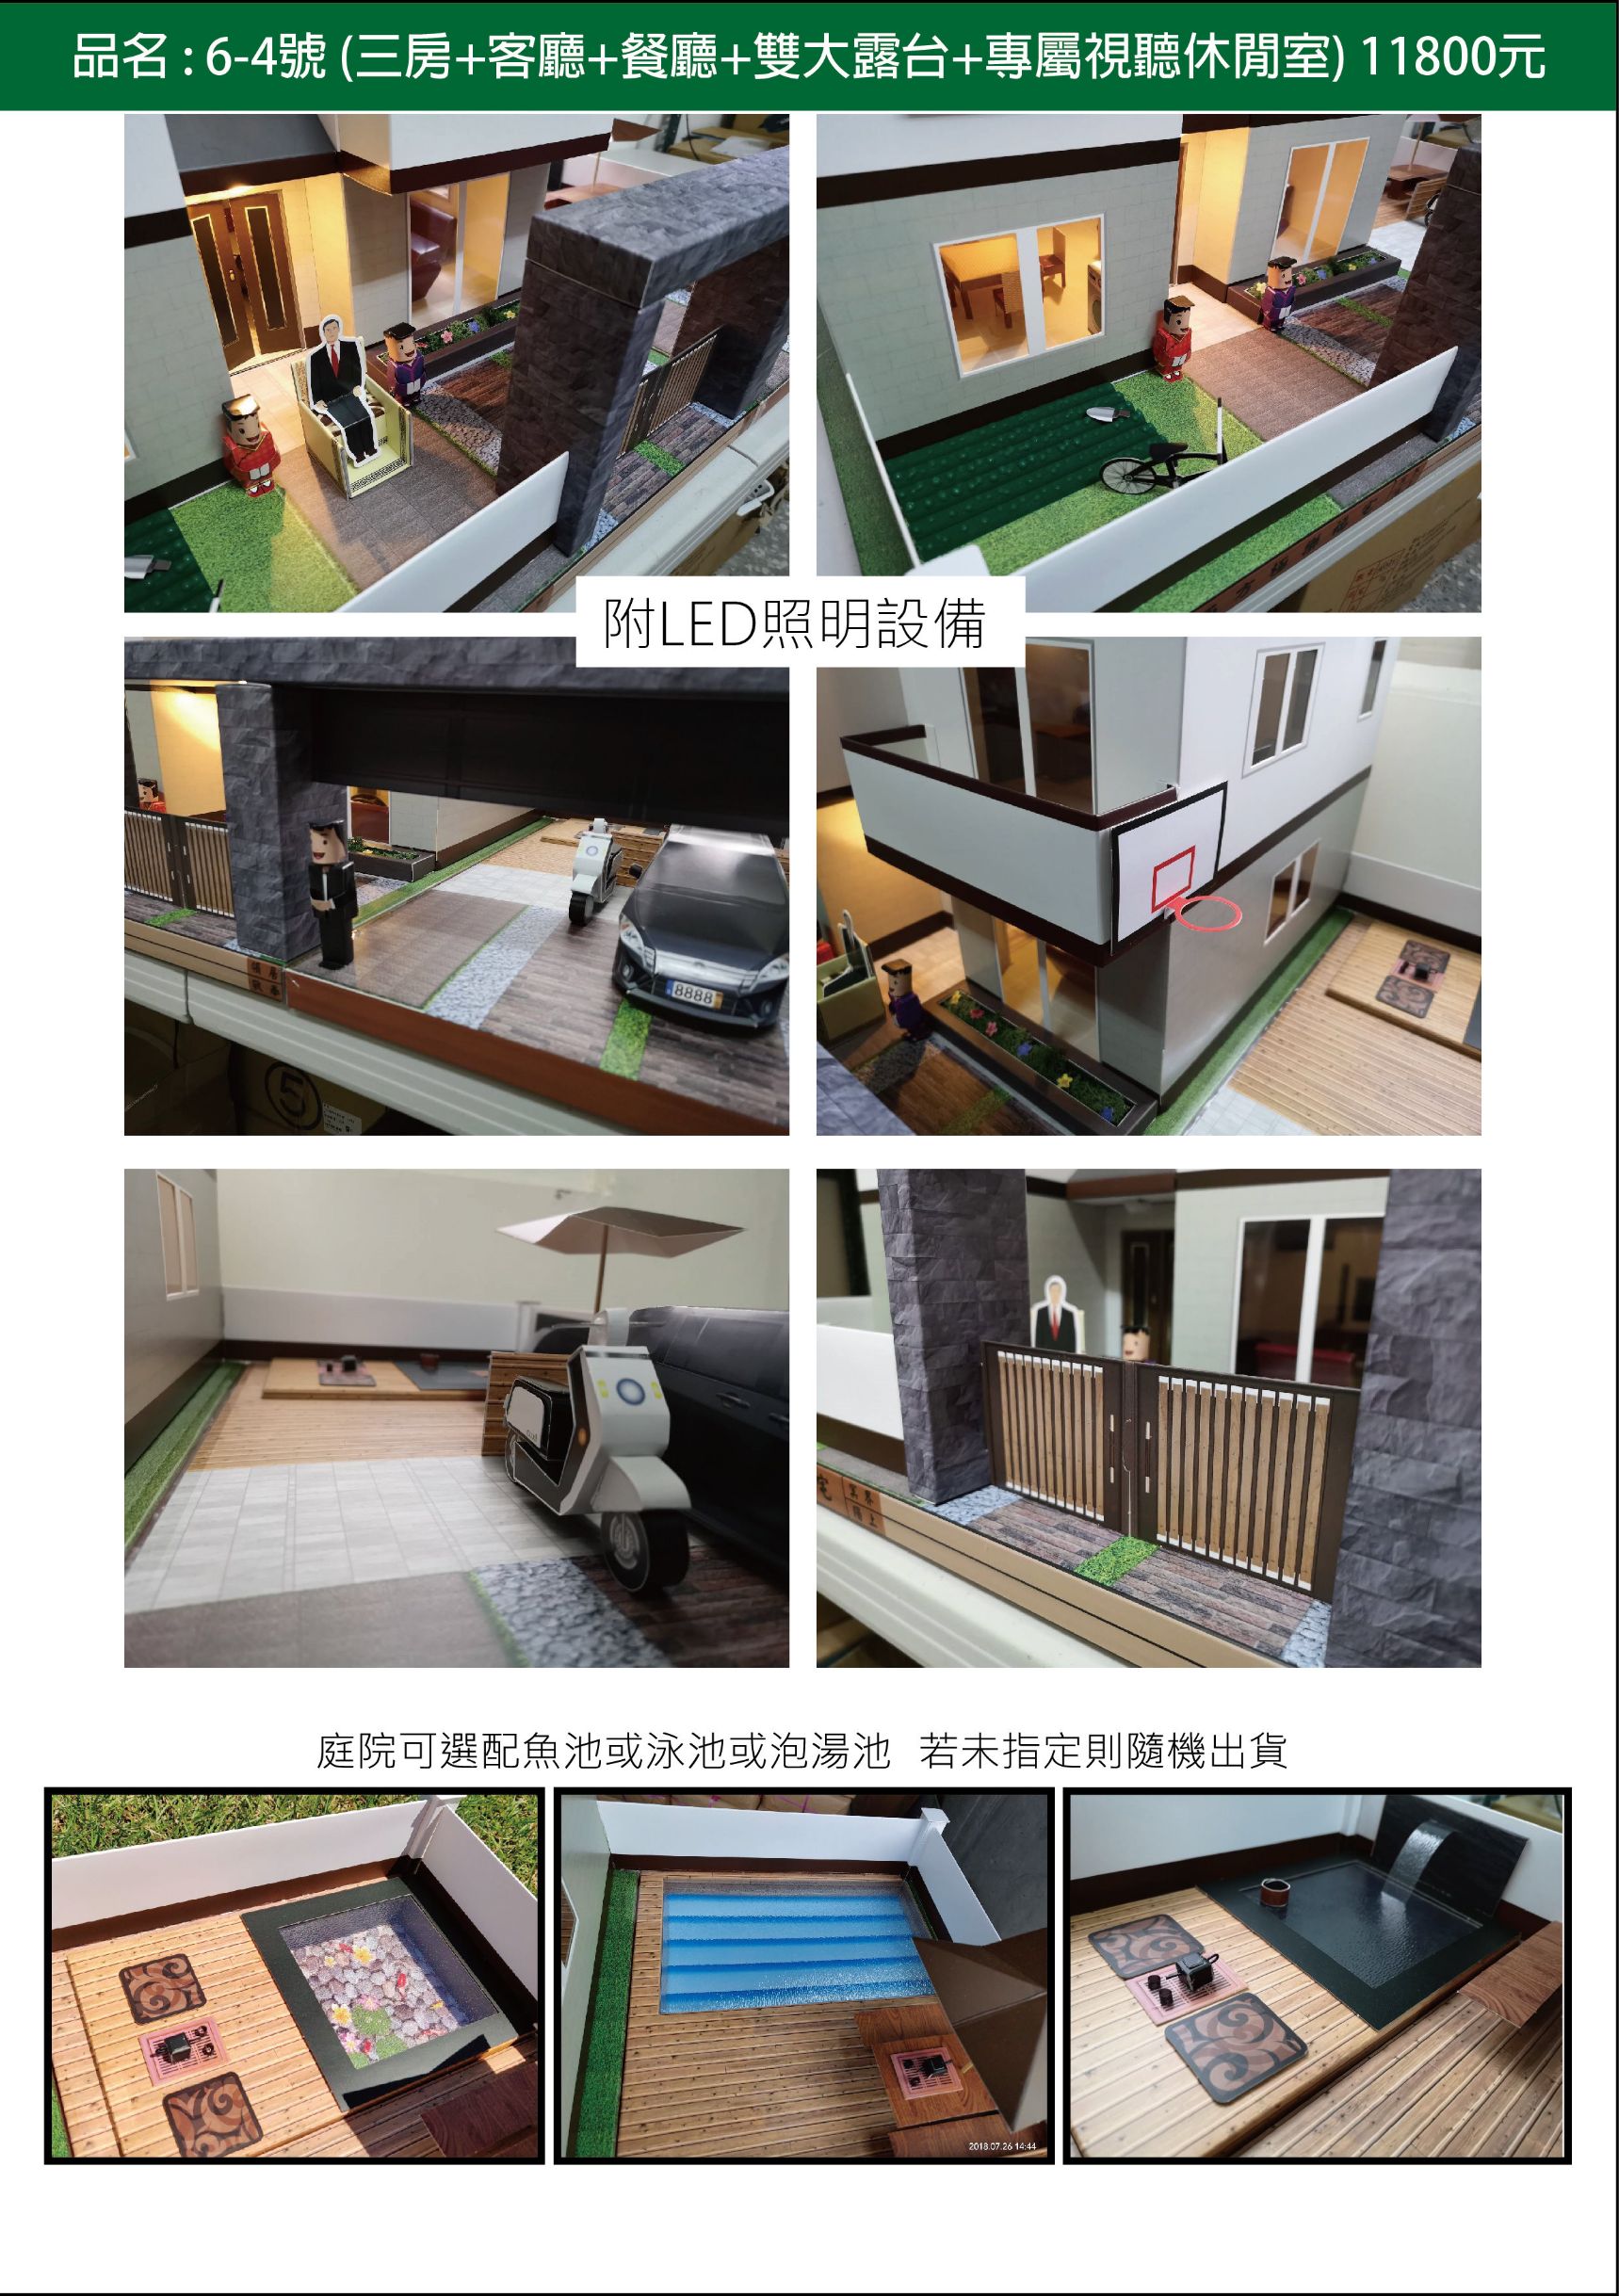 品名 : 6-4號 (三房+客廳+餐廳+雙大露台+專屬視聽休閒室) 11800元
附LED照明設備
8888
5
庭院可選配魚池或泳池或泡湯池 若未指定則隨機出貨
2018.07.26 14:44